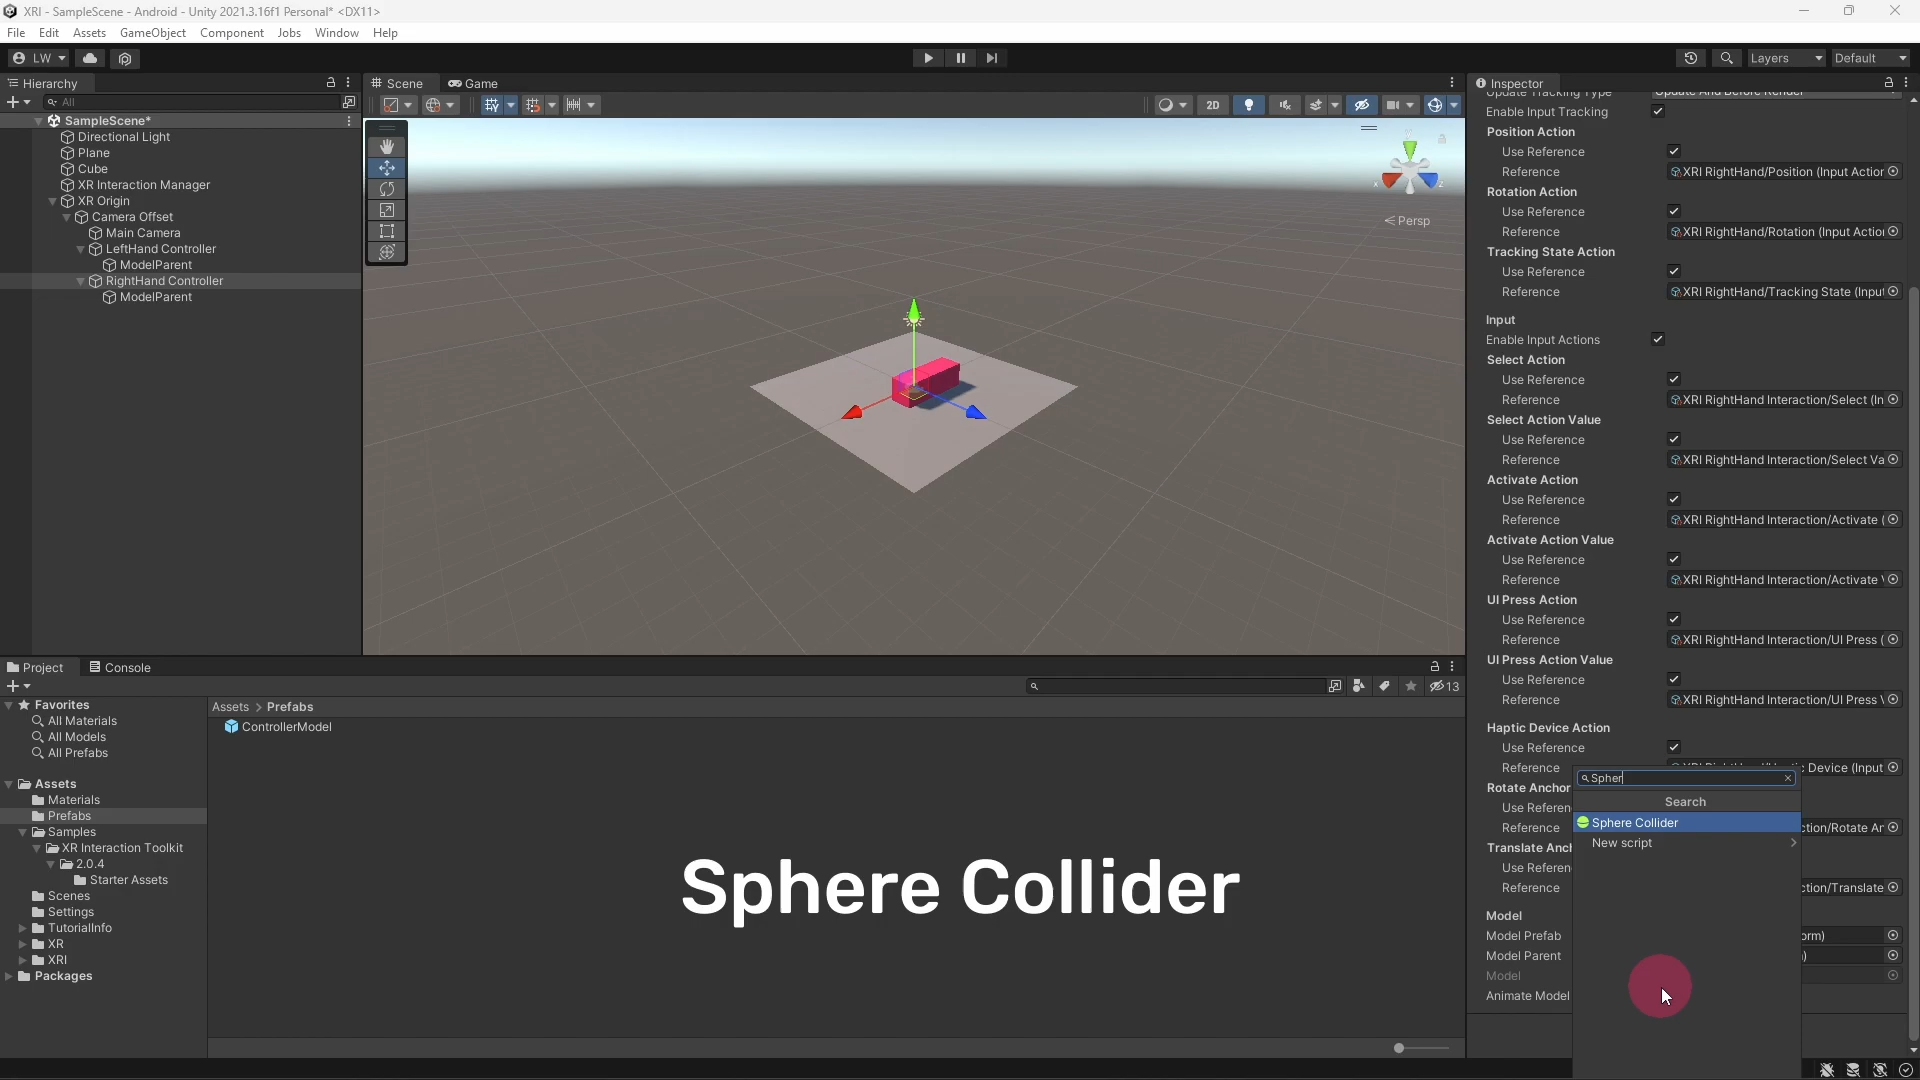 XRI - SampleScene - Android - Unity 2021.3.16f1 Personal* <DX11>
File Edit Assets GameObject Component Jobs Window Help
LW
Layers
Default
Hierarchy
All
SampleScene*
Directional Light
Plane
Cube
XR Interaction Manager
XR Origin
Camera Offset
Main Camera
LeftHand Controller
ModelParent
RightHand Controller
ModelParent
Scene
Game
2D
Persp
x
z
Project
Console
13
Favorites
All Materials
All Models
All Prefabs
Assets
Materials
Prefabs
Samples
XR Interaction Toolkit
2.0.4
Starter Assets
Scenes
Settings
TutorialInfo
XR
XRI
Packages
Assets > Prefabs
ControllerModel
Sphere Collider
Inspector
Update Tracking Type Update And Before Render
Enable Input Tracking
Position Action
Use Reference
Reference XRI RightHand/Position (Input Action
Rotation Action
Use Reference
Reference XRI RightHand/Rotation (Input Actio
Tracking State Action
Use Reference
Reference XRI RightHand/Tracking State (Input
Input
Enable Input Actions
Select Action
Use Reference
Reference XRI RightHand Interaction/Select (In
Select Action Value
Use Reference
Reference XRI RightHand Interaction/Select Va
Activate Action
Use Reference
Reference XRI RightHand Interaction/Activate (
Activate Action Value
Use Reference
Reference XRI RightHand Interaction/Activate
UI Press Action
Use Reference
Reference XRI RightHand Interaction/UI Press (
UI Press Action Value
Use Reference
Reference XRI RightHand Interaction/UI Press
Haptic Device Action
Use Reference
Reference Device (Input
Rotate Anchor
Use Referen
Reference ction/Rotate An
Translate Anch
Use Referen
Reference ction/Translate
Model
Model Prefab orm)
Model Parent )
Model
Animate Model
Spher
Search
Sphere Collider
New script